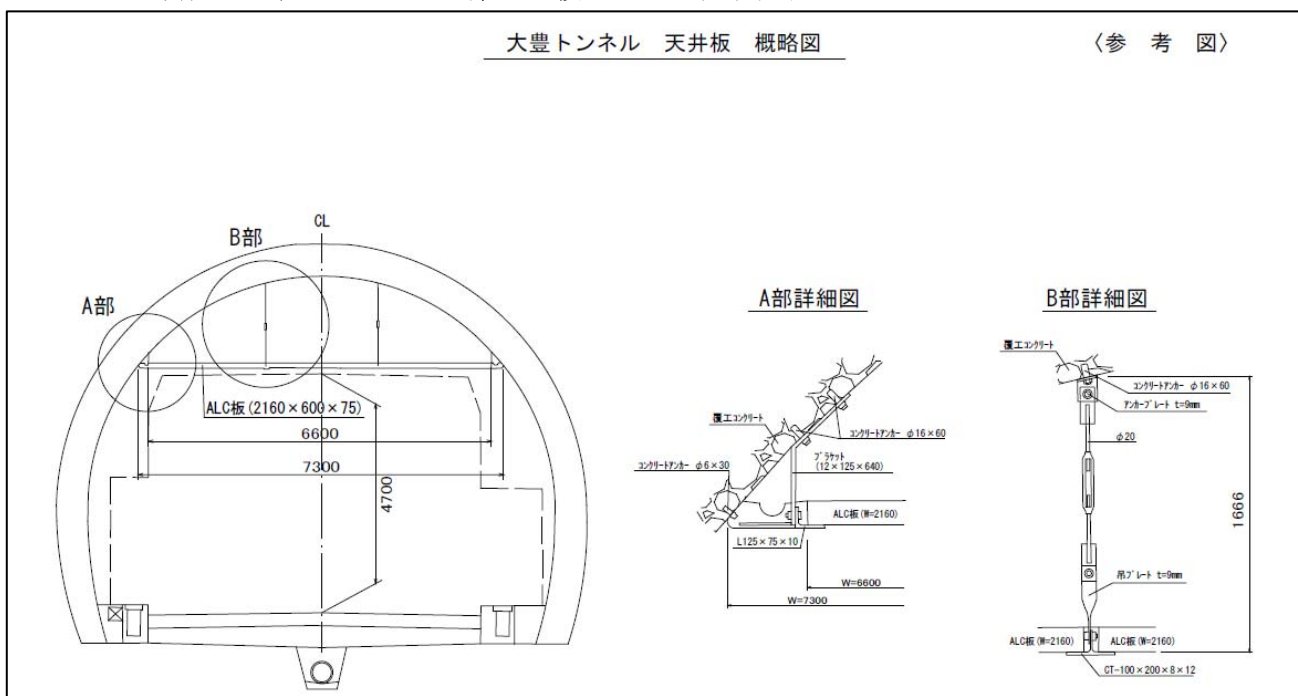 大豊トンネル 天井板 概略図
〈参 考 図〉
CL
B部
A部
ALC板(2160×600×75)
6600
7300
4700
A部詳細図
覆エコンクリート
コンクリートアンカー φ16×60
コンクリートアンカー φ6×30
ブラケット
(12×125×640)
ALC板(W=2160)
L125×75×10
W=6600
W=7300
B部詳細図
覆エコンクリート
コンクリートアンカー φ16×60
アンカープレート t=9mm
φ20
1666
吊プレート t=9mm
ALC板(W=2160)
ALC板(W=2160)
CT-100×200×8×12